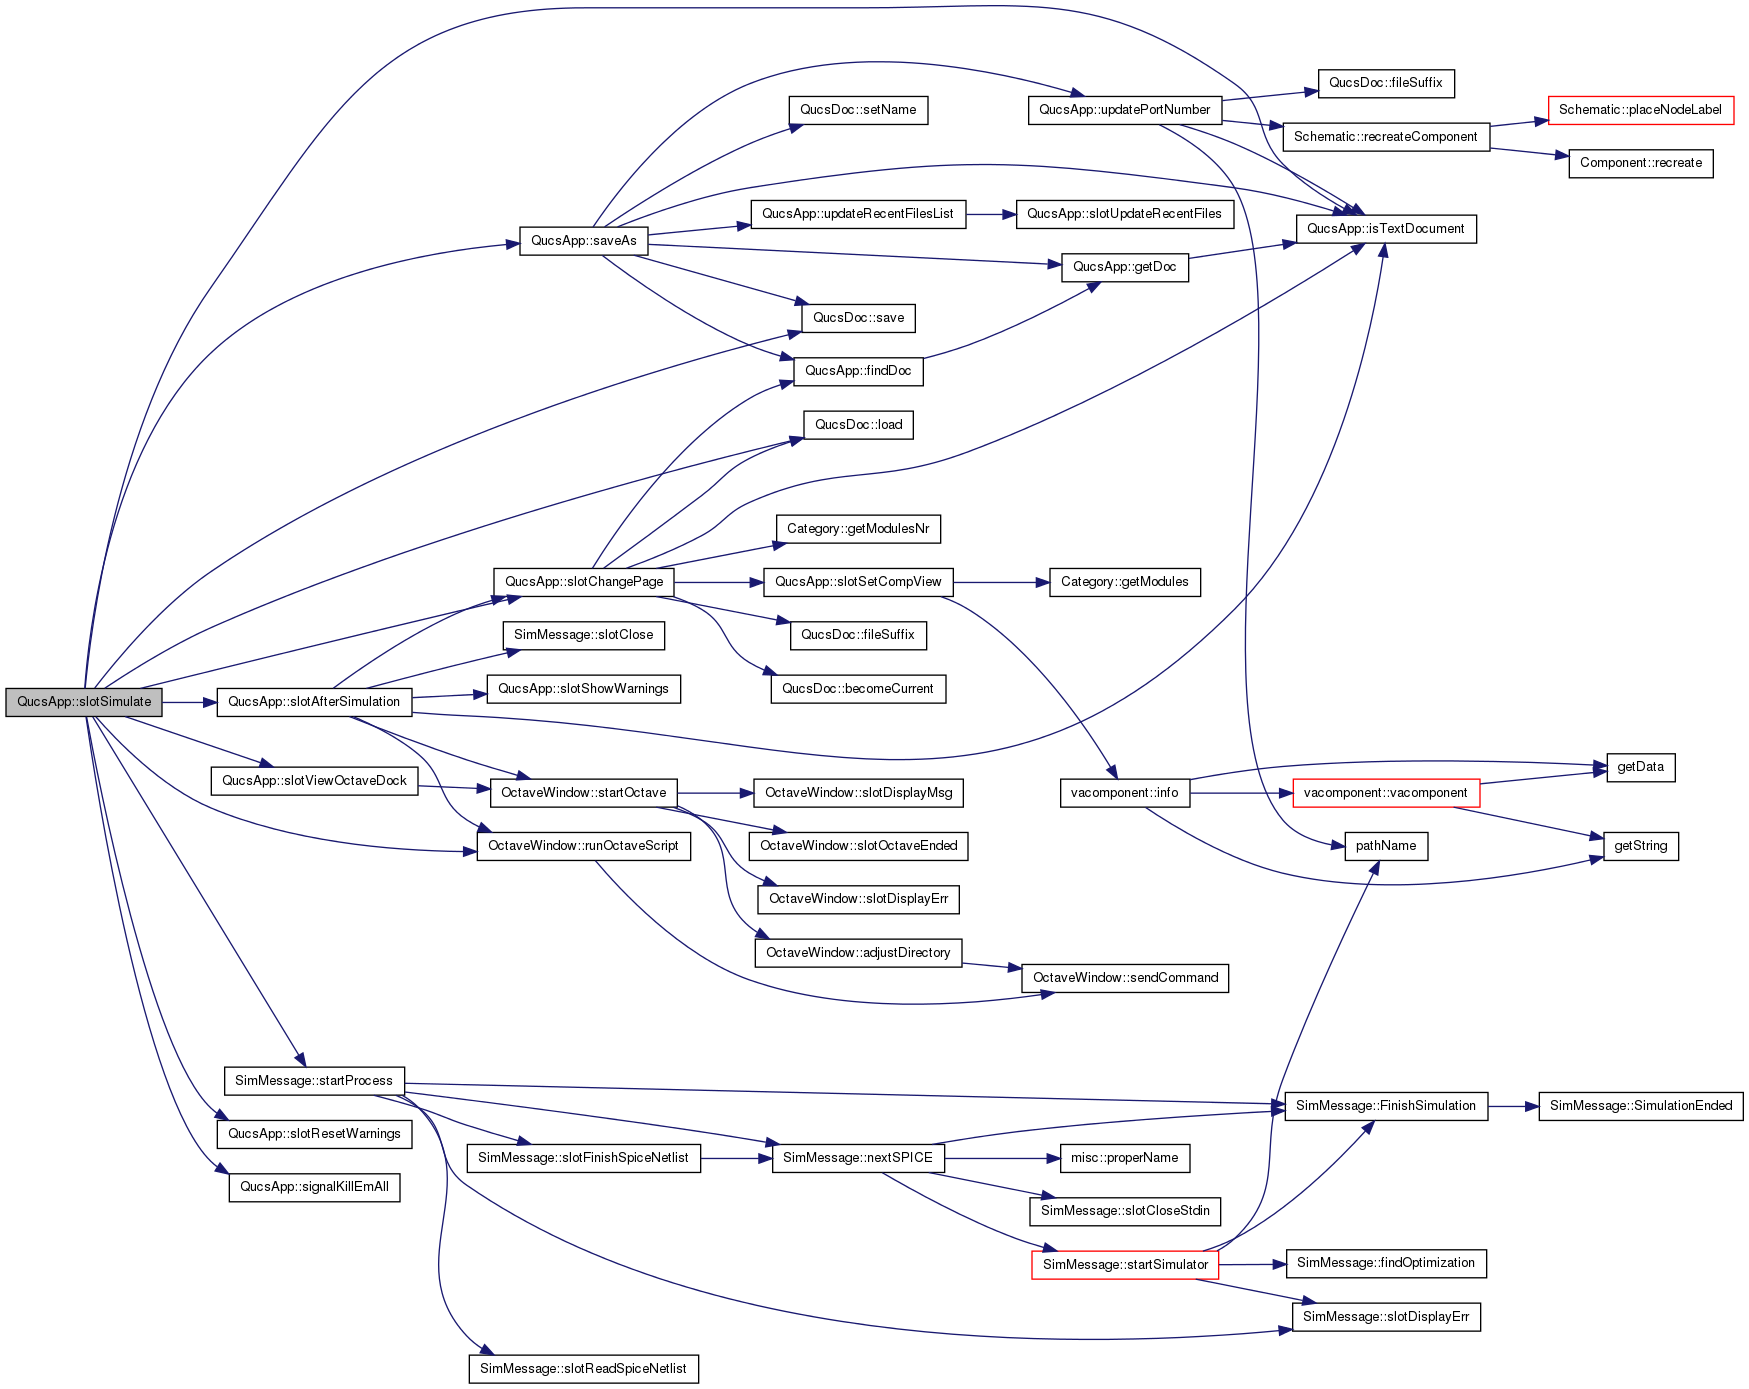 QucsDoc::fileSuffix
QucsDoc::setName
QucsApp::updatePortNumber
Schematic::placeNodeLabel
Schematic::recreateComponent
Component::recreate
QucsApp::updateRecentFilesList
QucsApp::slotUpdateRecentFiles
QucsApp::isTextDocument
QucsApp::saveAs
QucsApp::getDoc
QucsDoc::save
QucsApp::findDoc
QucsDoc::load
Category::getModulesNr
QucsApp::slotChangePage
QucsApp::slotSetCompView
Category::getModules
SimMessage::slotClose
QucsDoc::fileSuffix
QucsApp::slotShowWarnings
QucsDoc::becomeCurrent
QucsApp::slotSimulate
QucsApp::slotAfterSimulation
getData
QucsApp::slotViewOctaveDock
OctaveWindow::startOctave
OctaveWindow::slotDisplayMsg
vacomponent::info
vacomponent::vacomponent
OctaveWindow::runOctaveScript
OctaveWindow::slotOctaveEnded
pathName
getString
OctaveWindow::slotDisplayErr
OctaveWindow::adjustDirectory
OctaveWindow::sendCommand
SimMessage::startProcess
SimMessage::FinishSimulation
SimMessage::SimulationEnded
QucsApp::slotResetWarnings
SimMessage::slotFinishSpiceNetlist
SimMessage::nextSPICE
misc::properName
QucsApp::signalKillEmAll
SimMessage::slotCloseStdin
SimMessage::startSimulator
SimMessage::findOptimization
SimMessage::slotDisplayErr
SimMessage::slotReadSpiceNetlist